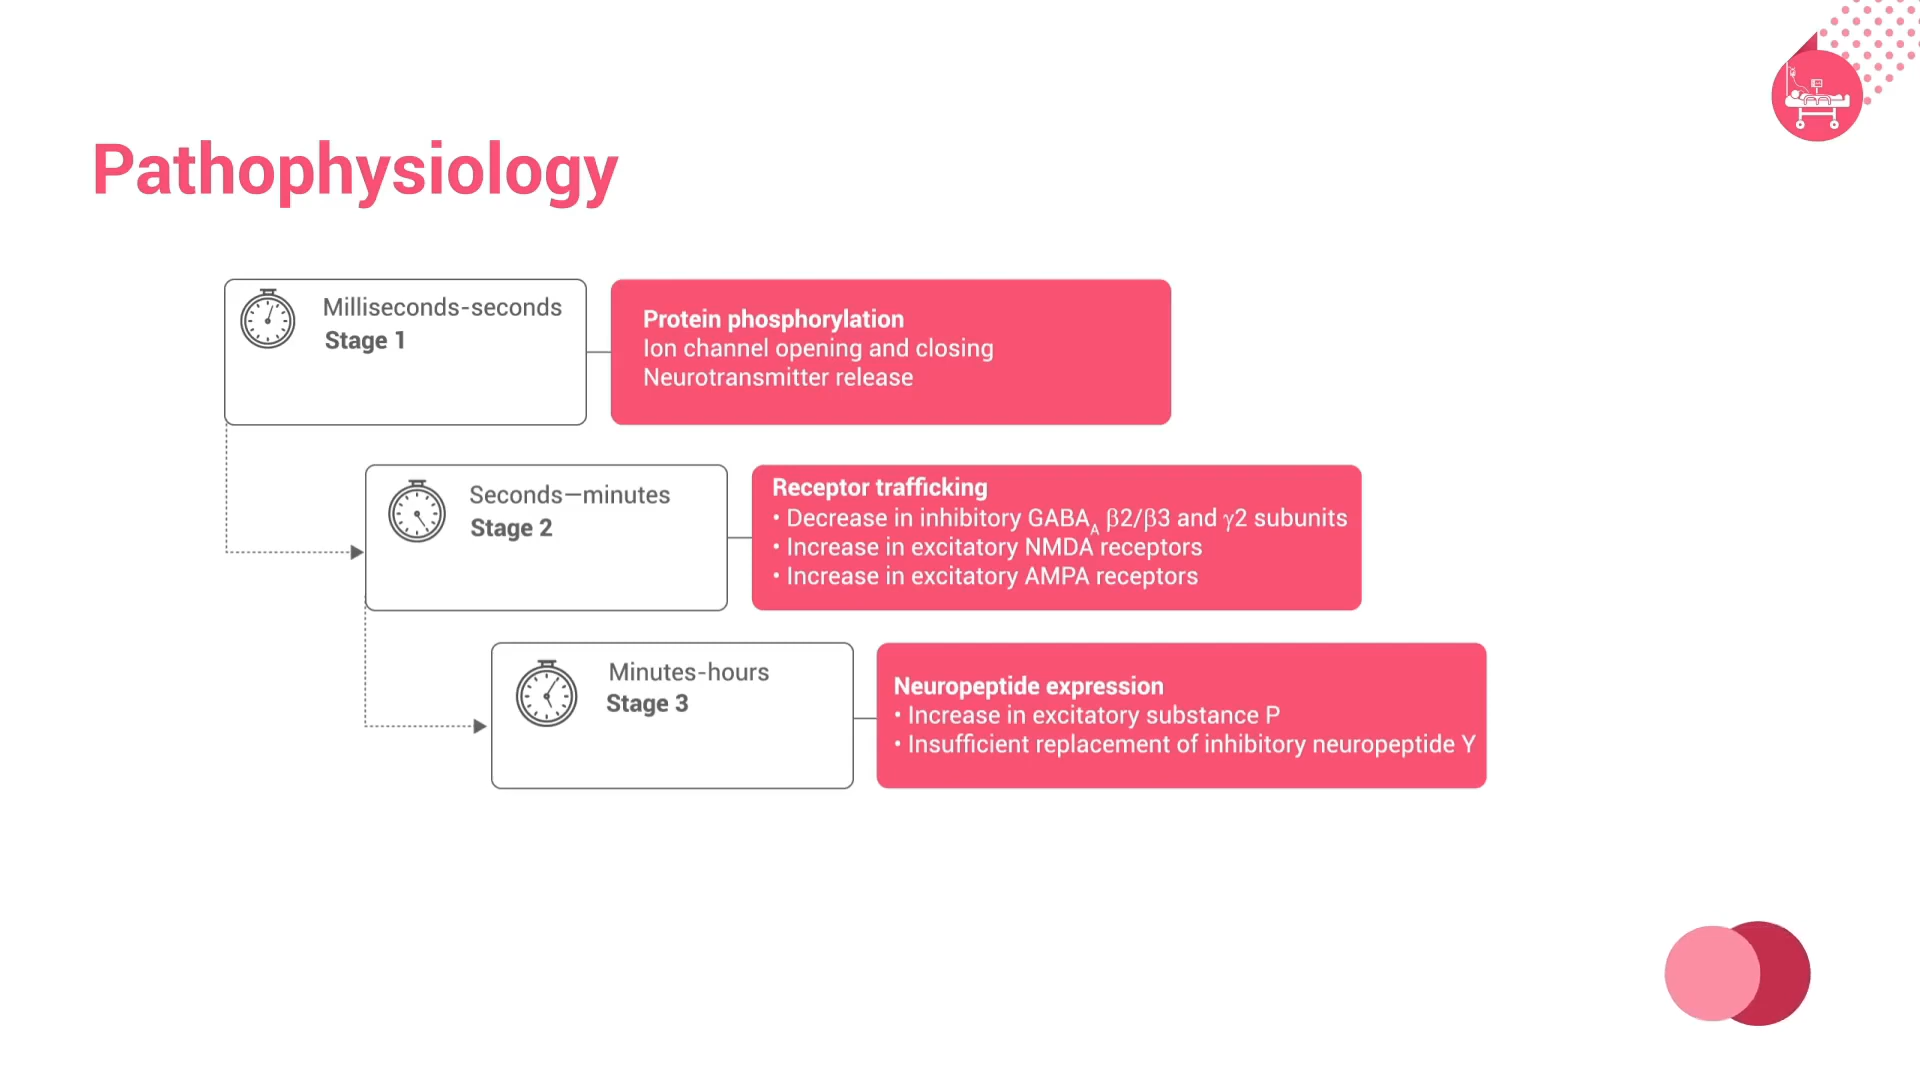 Pathophysiology
Milliseconds-seconds
Stage 1
Protein phosphorylation
Ion channel opening and closing
Neurotransmitter release
Seconds—minutes
Stage 2
Receptor trafficking
• Decrease in inhibitory GABA_A β2/β3 and γ2 subunits
• Increase in excitatory NMDA receptors
• Increase in excitatory AMPA receptors
Minutes-hours
Stage 3
Neuropeptide expression
• Increase in excitatory substance P
• Insufficient replacement of inhibitory neuropeptide Y